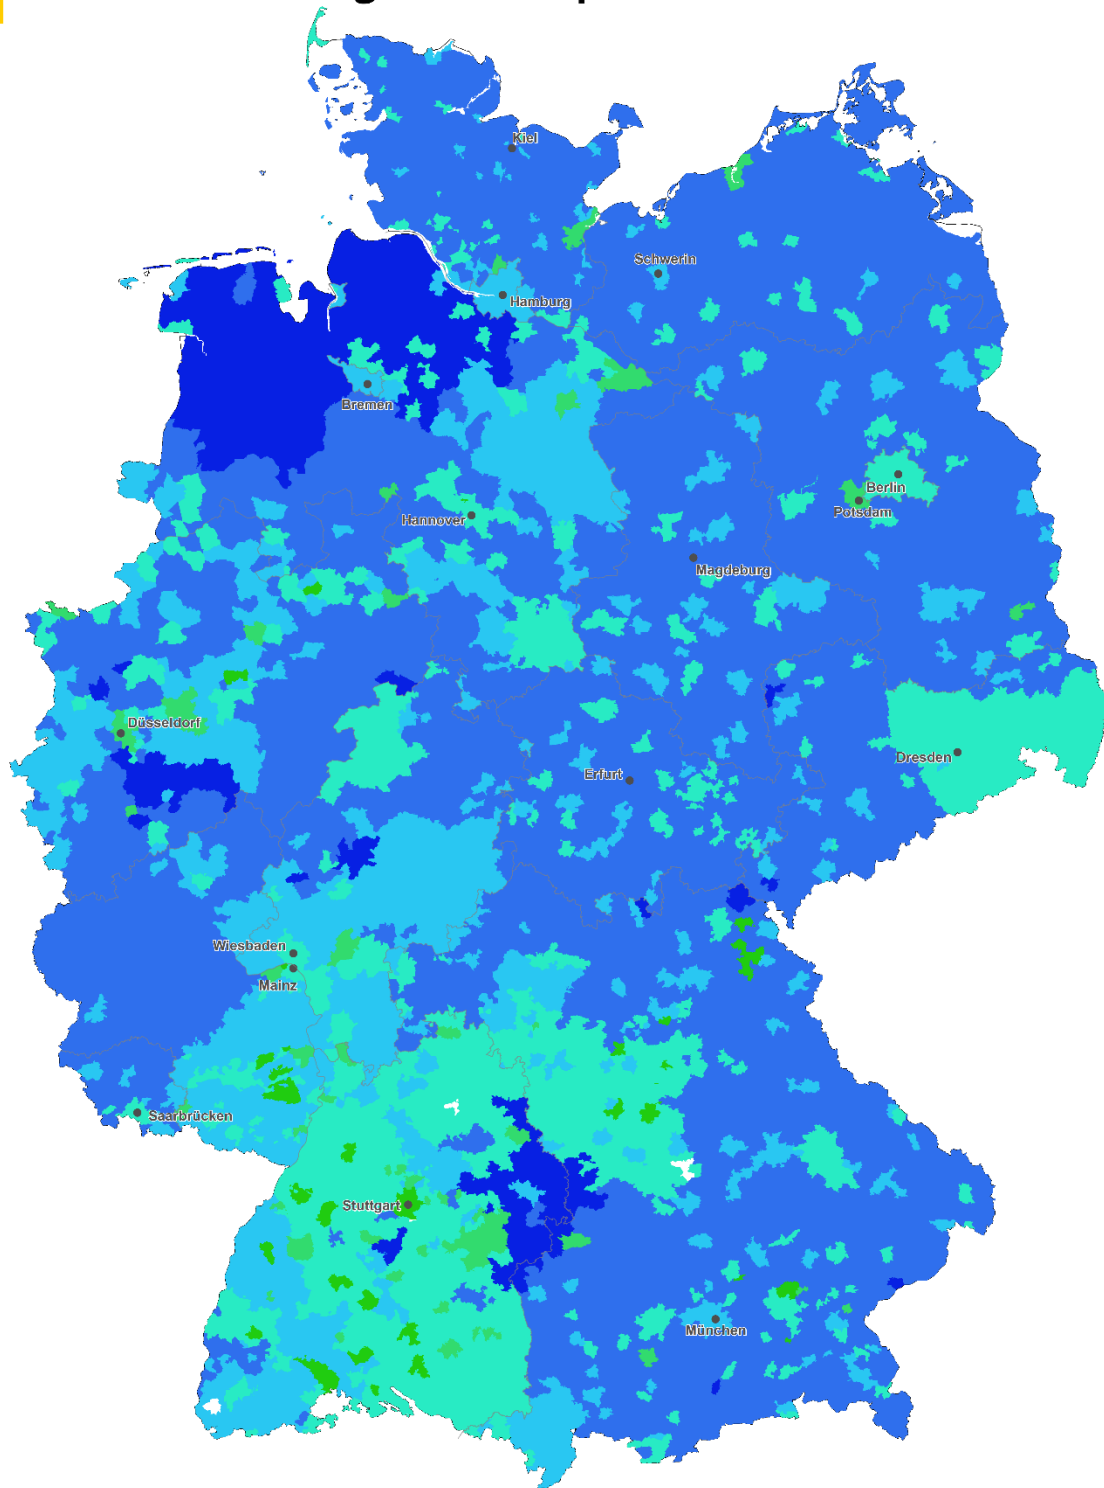 Kiel
Schwerin
Hamburg
Bremen
Berlin
Potsdam
Hannover
Magdeburg
Düsseldorf
Dresden
Erfurt
Wiesbaden
Mainz
Saarbrücken
Stuttgart
München